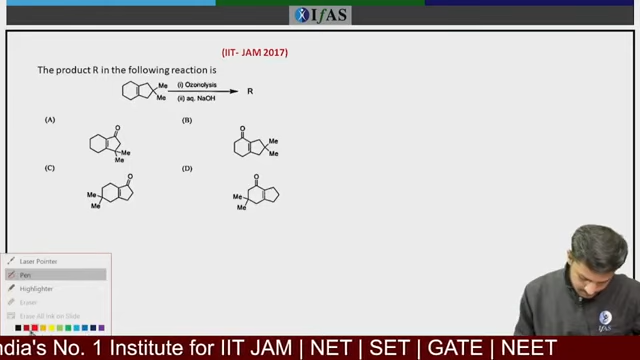 IFAS
(IIT- JAM 2017)
The product R in the following reaction is
Me
Me
(i) Ozonolysis
(ii) aq. NaOH
R
(A)
O
Me
Me
(B)
O
Me
Me
(C)
O
Me
Me
(D)
O
Me
Me
Laser Pointer
Pen
Highlighter
Eraser
Erase All Ink on Slide
IFAS
ndia's No. 1 Institute for IIT JAM | NET | SET | GATE | NEET